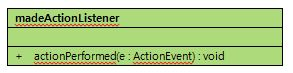 madeActionListener
+ actionPerformed(e : ActionEvent) : void